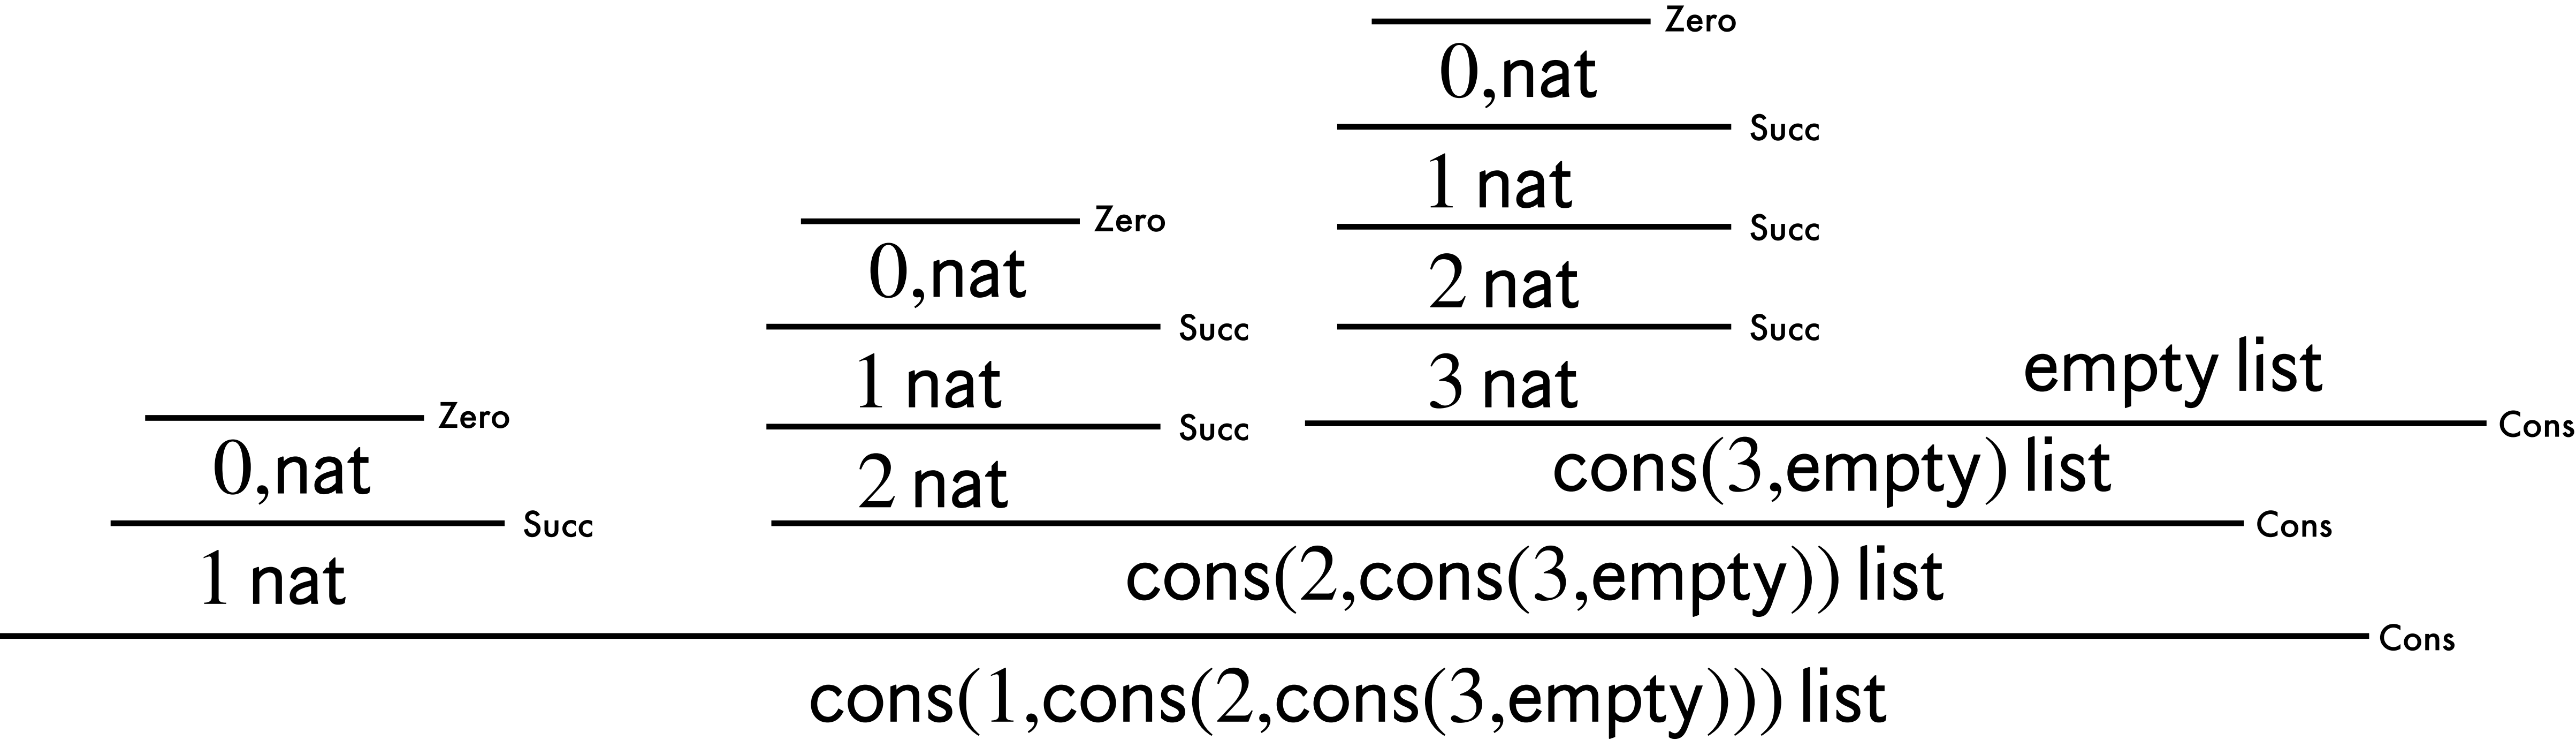 Zero
0,nat
Succ
1 nat
Zero
Succ
0,nat
2 nat
Succ
Succ
1 nat
3 nat
empty list
Zero
Succ
Cons
0,nat
2 nat
cons(3,empty) list
Succ
Cons
1 nat
cons(2,cons(3,empty)) list
Cons
cons(1,cons(2,cons(3,empty))) list